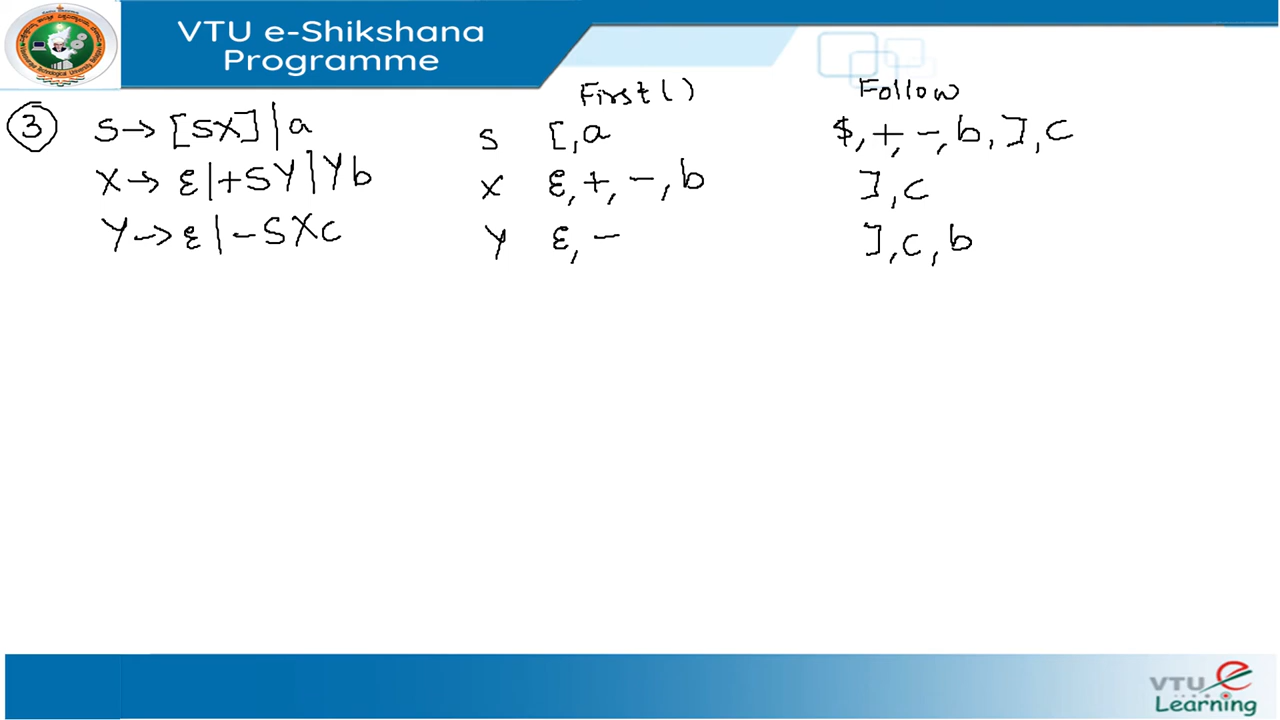 VTU e-Shikshana
Programme
First() Follow
③ S → [SX] | a S [, a $, +, -, b, ], c
X → ε | +SY | Yb X ε, +, -, b ], c
Y → ε | -SXc Y ε, - ], c, b
VTU e
Learning